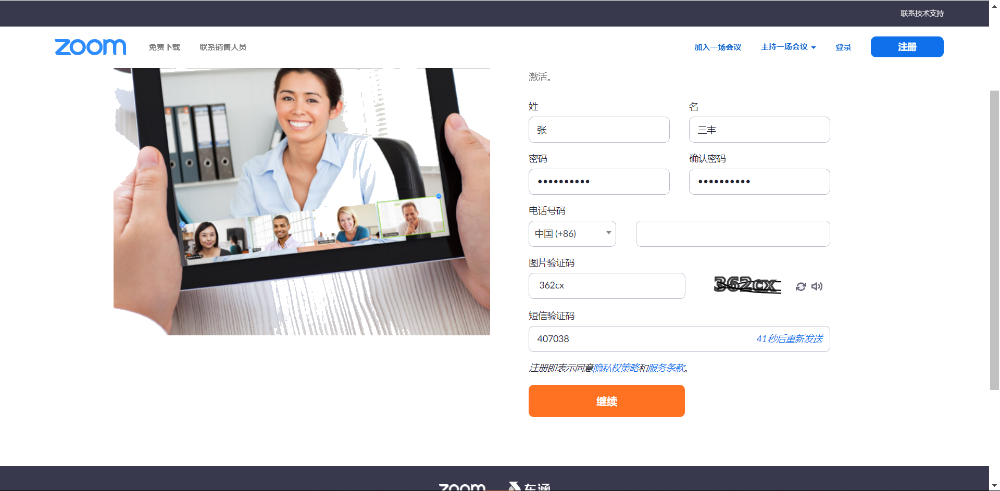 联系技术支持
zoom 免费下载 联系销售人员 加入一场会议 主持一场会议 登录 注册
激活。
姓 名
张 三丰
密码 确认密码
•••••••••• ••••••••••
电话号码
中国 (+86)
图片验证码
362cx 362cx
短信验证码
407038 41秒后重新发送
注册即表示同意隐私权策略和服务条款。
继续
zoom